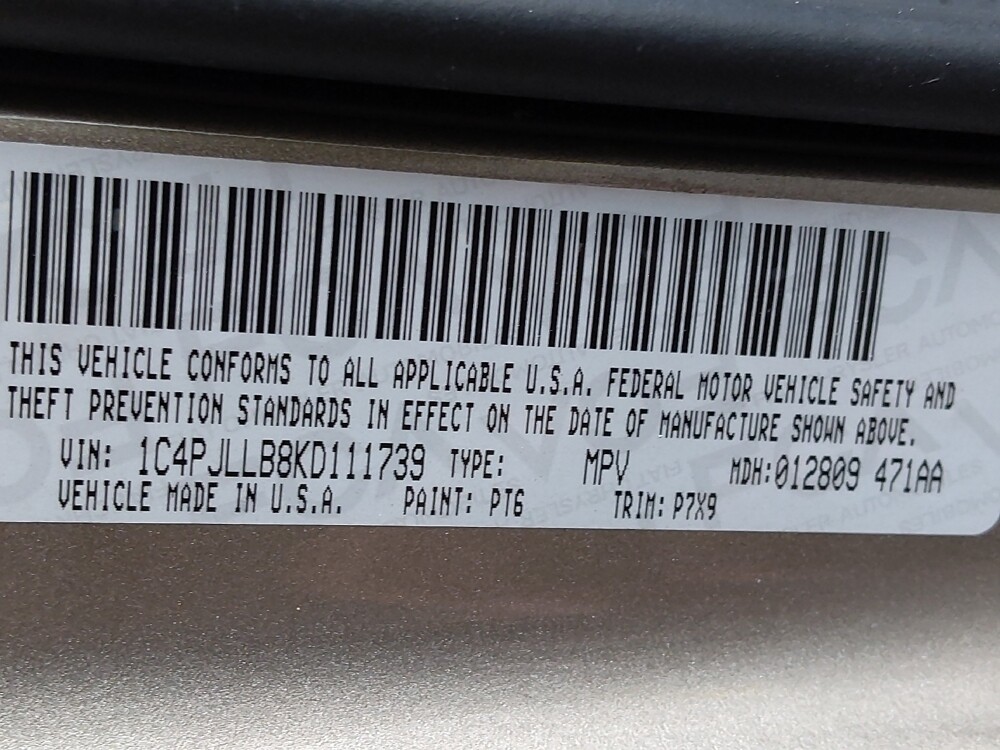 THIS VEHICLE CONFORMS TO ALL APPLICABLE U.S.A. FEDERAL MOTOR VEHICLE SAFETY AND
THEFT PREVENTION STANDARDS IN EFFECT ON THE DATE OF MANUFACTURE SHOWN ABOVE.
VIN: 1C4PJLLB8KD111739 TYPE: MPV MDH:012809 471AA
VEHICLE MADE IN U.S.A. PAINT: PT6 TRIM: P7X9